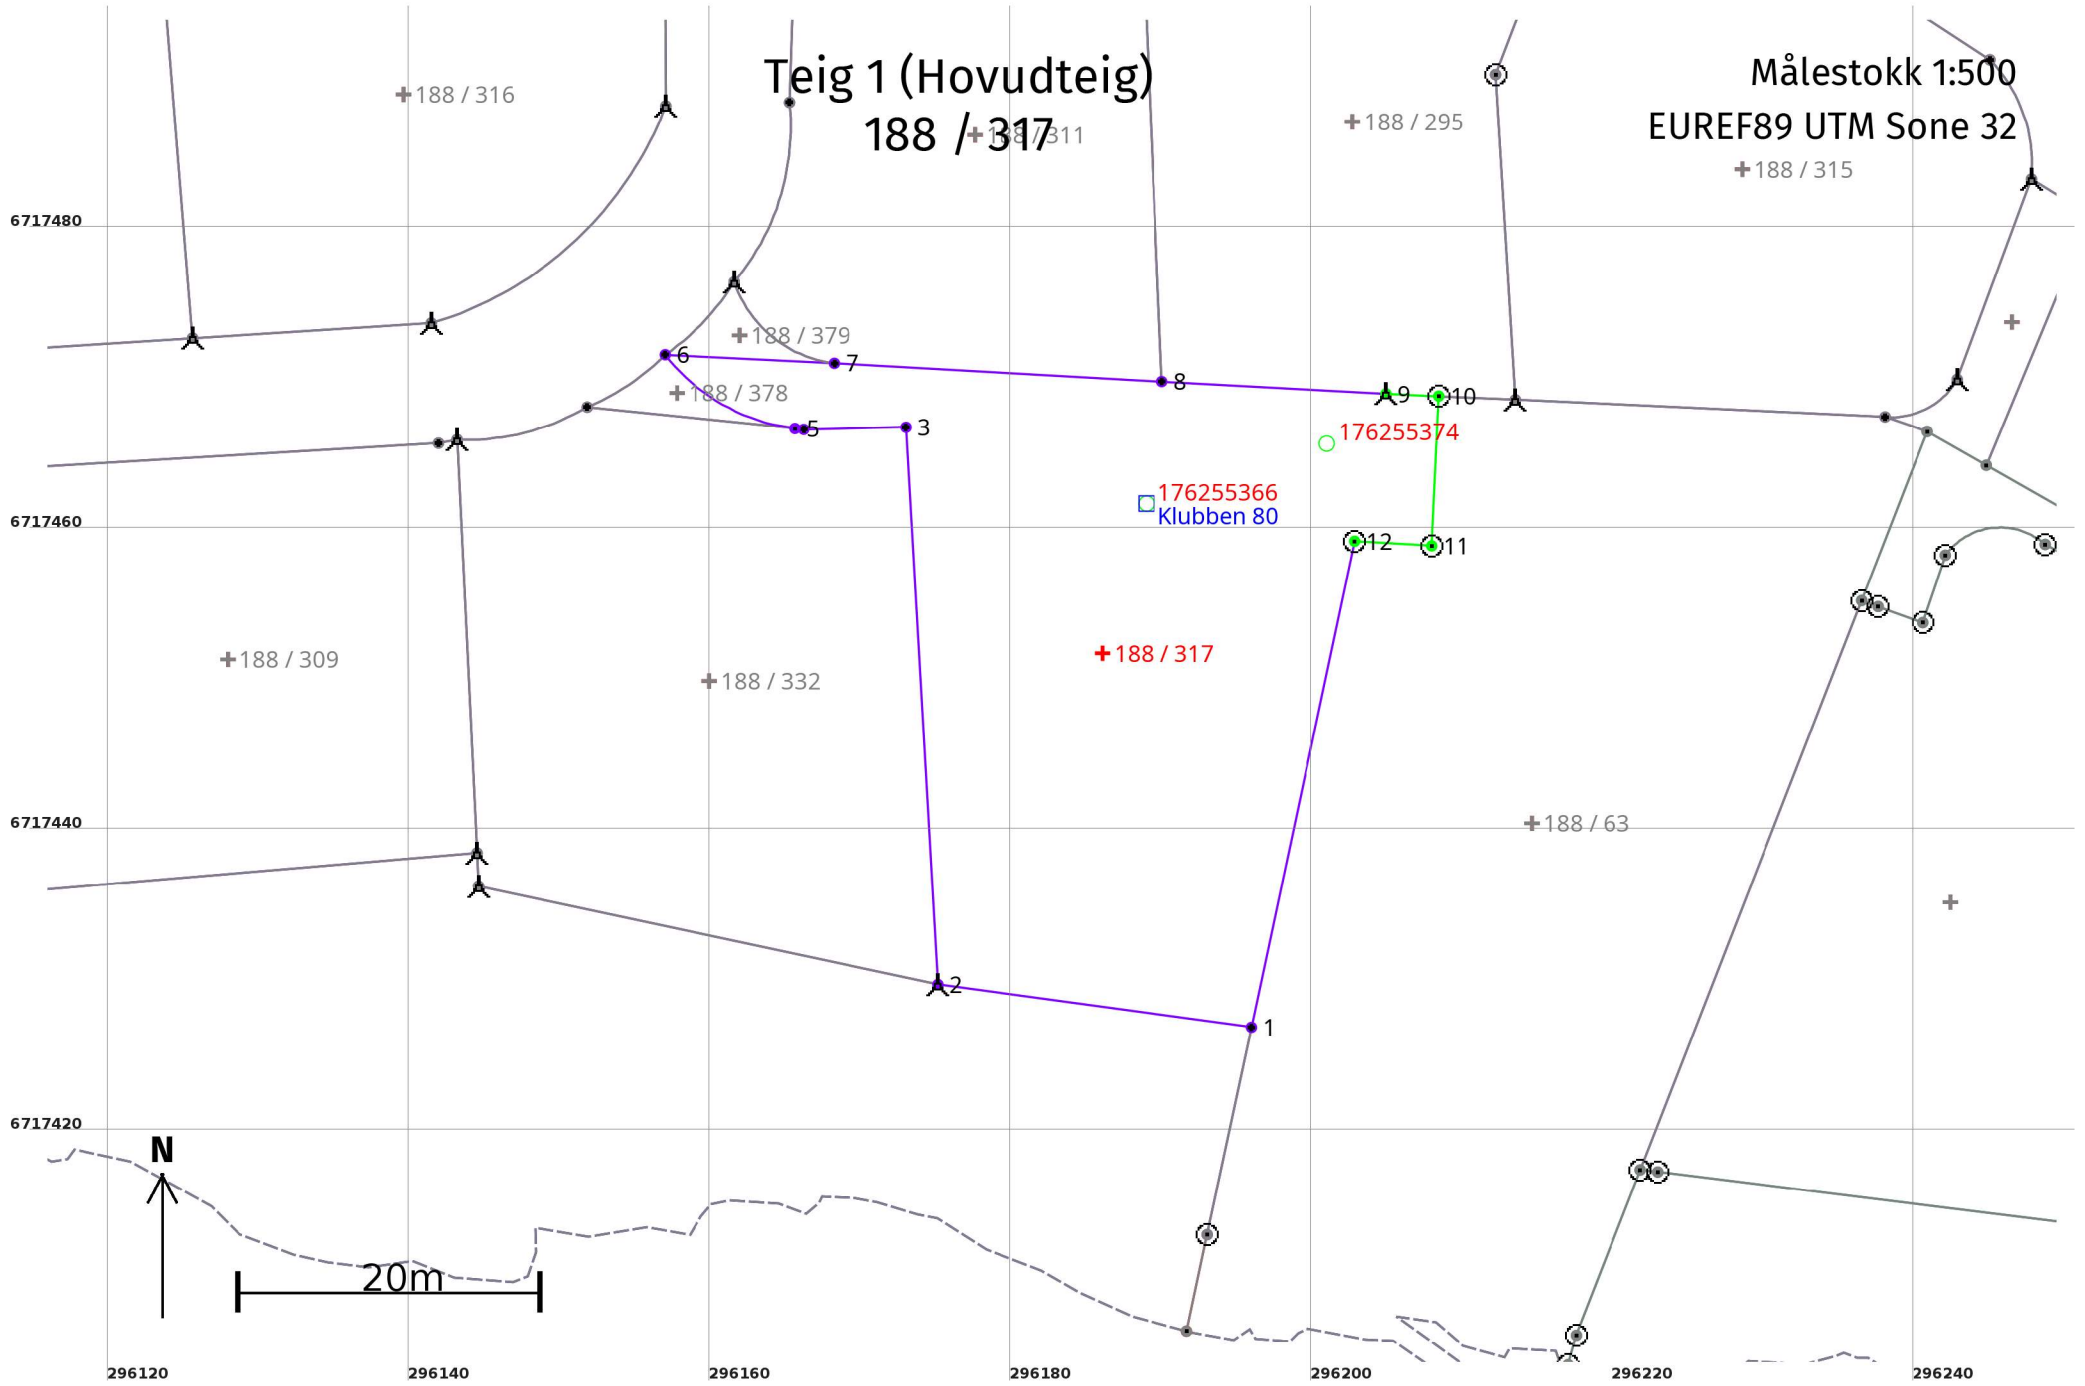 Teig 1 (Hovudteig)
188 / 317
Målestokk 1:500
EUREF89 UTM Sone 32
188 / 316
188 / 311
188 / 295
188 / 315
6717480
188 / 379
6
7
8
9
10
188 / 378
5
3
176255374
176255366
Klubben 80
6717460
12
11
188 / 309
188 / 332
188 / 317
6717440
188 / 63
2
1
6717420
N
20m
296120
296140
296160
296180
296200
296220
296240